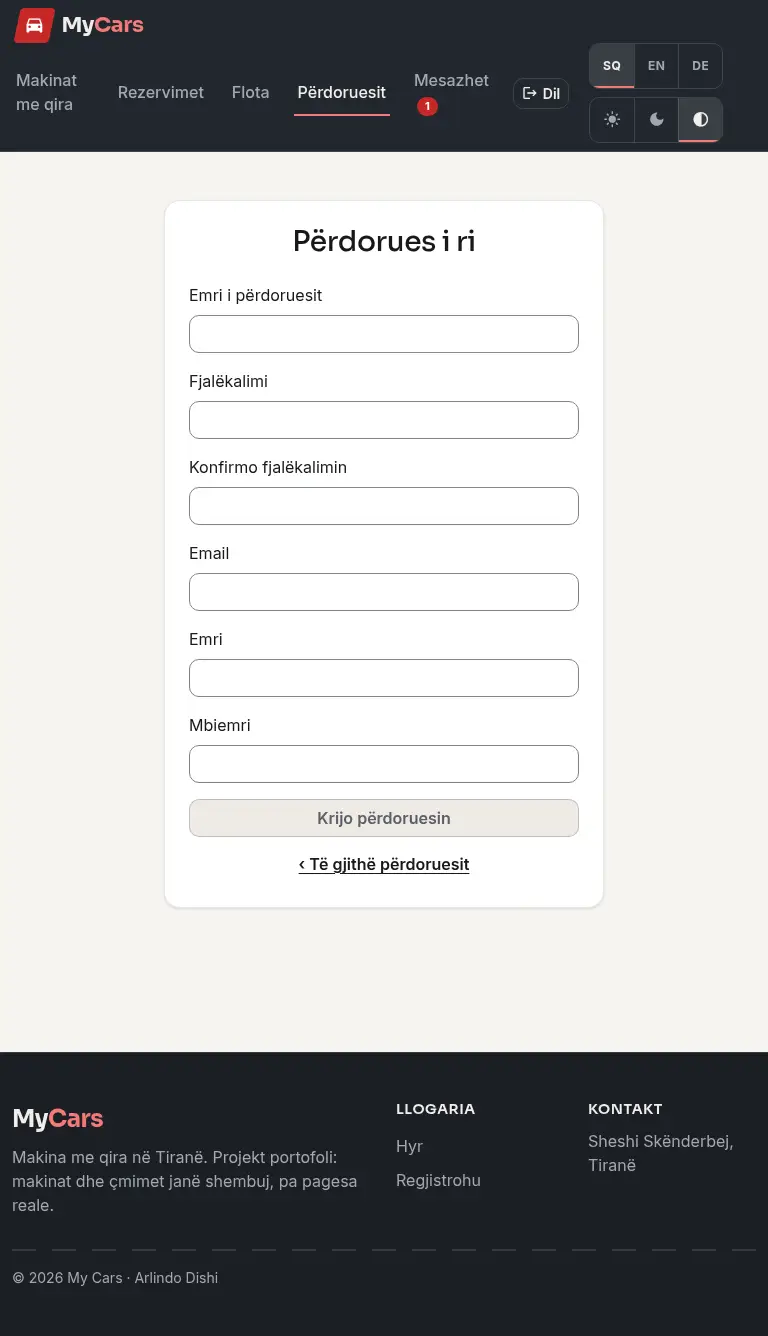 MyCars
Makinat
me qira
Rezervimet
Flota
Përdoruesit
Mesazhet
1
Dil
SQ
EN
DE
Përdorues i ri
Emri i përdoruesit
Fjalëkalimi
Konfirmo fjalëkalimin
Email
Emri
Mbiemri
Krijo përdoruesin
‹ Të gjithë përdoruesit
MyCars
Makina me qira në Tiranë. Projekt portofoli:
makinat dhe çmimet janë shembuj, pa pagesa
reale.
LLOGARIA
Hyr
Regjistrohu
KONTAKT
Sheshi Skënderbej,
Tiranë
© 2026 My Cars · Arlindo Dishi